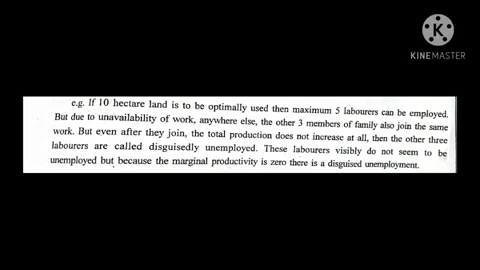 KINEMASTER
e.g. If 10 hectare land is to be optimally used then maximum 5 labourers can be employed.
But due to unavailability of work, anywhere else, the other 3 members of family also join the same
work. But even after they join, the total production does not increase at all, then the other three
labourers are called disguisedly unemployed. These labourers visibly do not seem to be
unemployed but because the marginal productivity is zero there is a disguised unemployment.